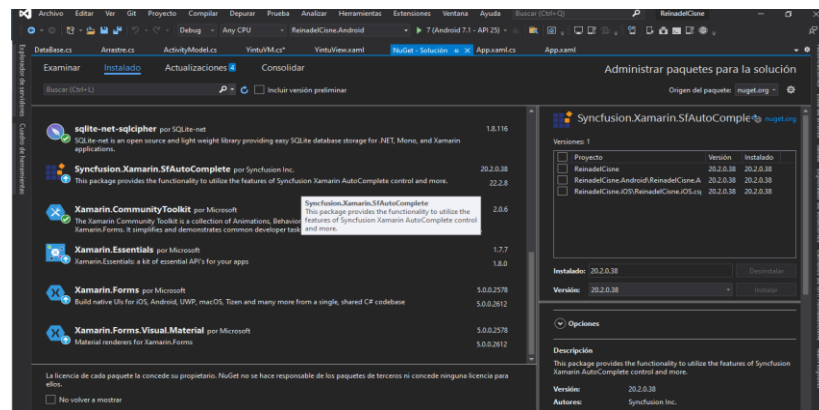 Archivo Editar Ver Git Proyecto Compilar Depurar Prueba Analizar Herramientas Extensiones Ventana Ayuda Buscar (Ctrl+Q) ReinadelCisne
Debug Any CPU ReinadelCisne.Android 7 (Android 7.1 - API 25)
DataBase.cs Arrastre.cs ActivityModel.cs VintuVM.cs* VintuView.xaml NuGet - Solución App.xaml.cs App.xaml
Explorador de servidores
Cuadro de herramientas
Examinar Instalado Actualizaciones 4 Consolidar Administrar paquetes para la solución
Buscar (Ctrl+L) Incluir versión preliminar Origen del paquete: nuget.org
sqlite-net-sqlcipher por SQLite-net 1.8.116
SQLite-net is an open source and light weight library providing easy SQLite database storage for .NET, Mono, and Xamarin
applications.
Syncfusion.Xamarin.SfAutoComplete por Syncfusion Inc. 20.2.0.38
This package provides the functionality to utilize the features of Syncfusion Xamarin AutoComplete control and more. 22.2.8
Syncfusion.Xamarin.SfAutoComplete
This package provides the functionality to utilize the
features of Syncfusion Xamarin AutoComplete control
and more.
Xamarin.CommunityToolkit por Microsoft 2.0.6
The Xamarin Community Toolkit is a collection of Animations, Behavior
Xamarin.Forms. It simplifies and demonstrates common developer task
Xamarin.Essentials por Microsoft 1.7.7
Xamarin.Essentials: a kit of essential API's for your apps 1.8.0
Xamarin.Forms por Microsoft 5.0.0.2578
Build native UIs for iOS, Android, UWP, macOS, Tizen and many more from a single, shared C# codebase 5.0.0.2612
Xamarin.Forms.Visual.Material por Microsoft 5.0.0.2578
Material renderers for Xamarin.Forms 5.0.0.2612
La licencia de cada paquete la concede su propietario. NuGet no se hace responsable de los paquetes de terceros ni concede ninguna licencia para
ellos.
No volver a mostrar
Syncfusion.Xamarin.SfAutoComple nuget.org
Versiones: 1
Proyecto Versión Instalado
ReinadelCisne 20.2.0.38 20.2.0.38
ReinadelCisne.Android\ReinadelCisne.A 20.2.0.38 20.2.0.38
ReinadelCisne.iOS\ReinadelCisne.iOS.csj 20.2.0.38 20.2.0.38
Instalado: 20.2.0.38 Desinstalar
Versión: 20.2.0.38 Instalar
Opciones
Descripción
This package provides the functionality to utilize the features of Syncfusion
Xamarin AutoComplete control and more.
Versión: 20.2.0.38
Autores: Syncfusion Inc.